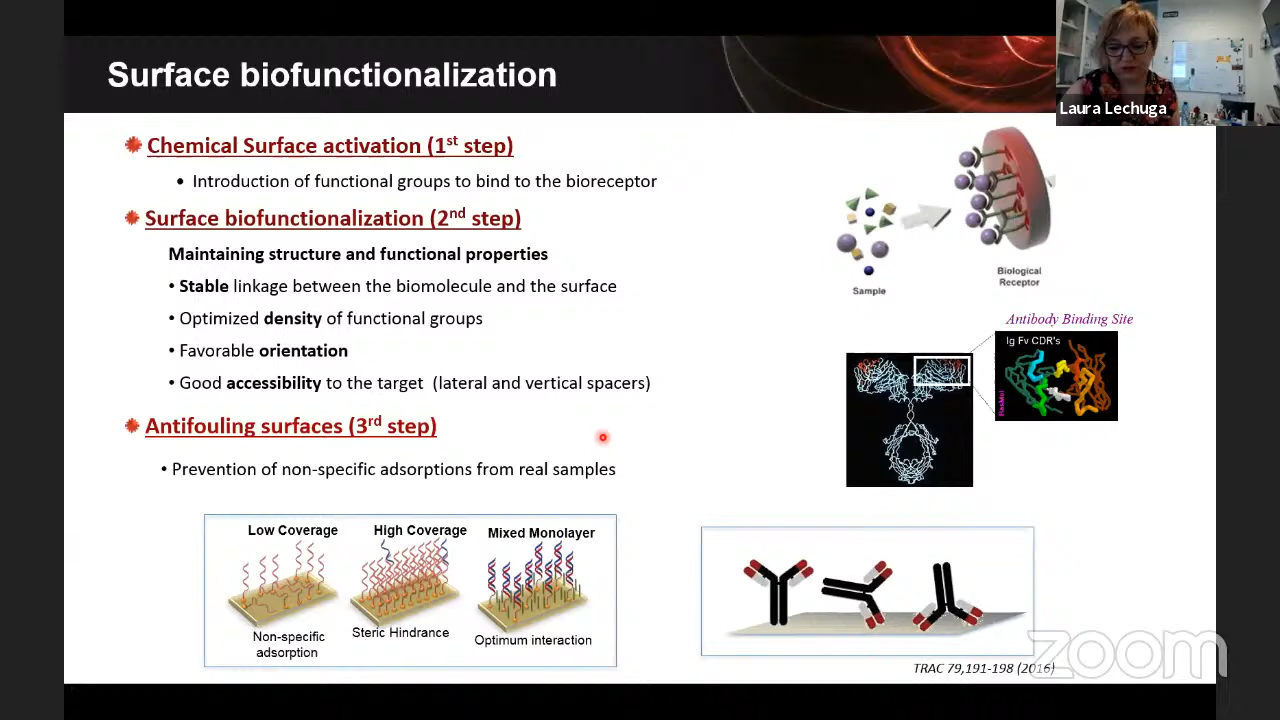 Surface biofunctionalization
Laura Lechuga
Chemical Surface activation (1st step)
• Introduction of functional groups to bind to the bioreceptor
Surface biofunctionalization (2nd step)
Maintaining structure and functional properties
• Stable linkage between the biomolecule and the surface
• Optimized density of functional groups
• Favorable orientation
• Good accessibility to the target (lateral and vertical spacers)
Antifouling surfaces (3rd step)
• Prevention of non-specific adsorptions from real samples
Sample
Biological
Receptor
Antibody Binding Site
Ig Fv CDR's
RasMol
Low Coverage
High Coverage
Mixed Monolayer
Non-specific
adsorption
Steric Hindrance
Optimum interaction
TRAC 79,191-198 (2016)
zoom